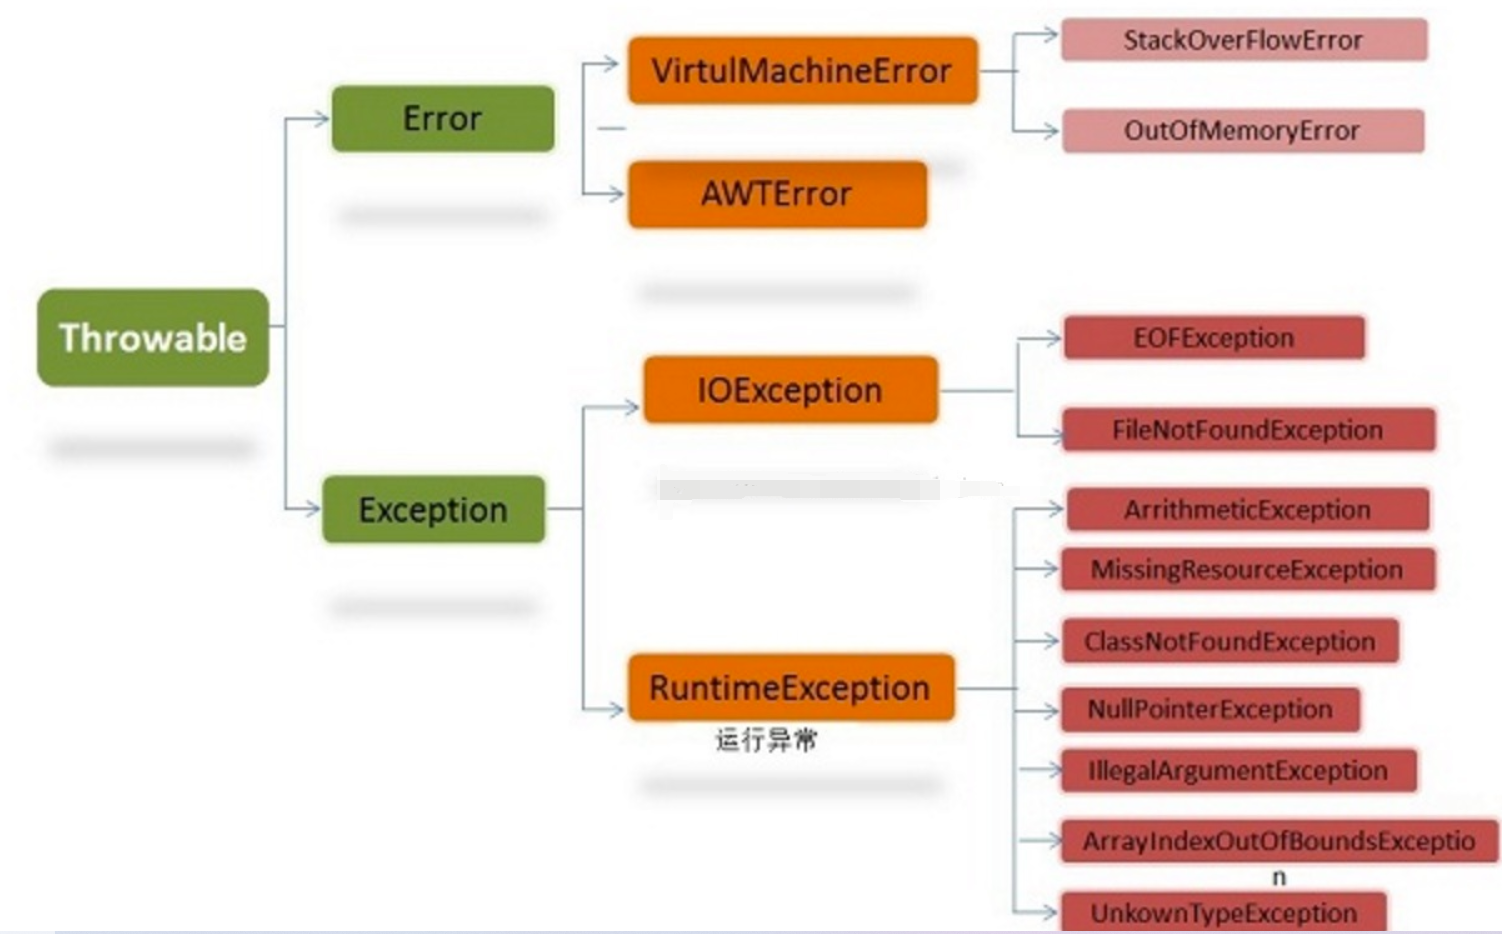 Throwable
Error
VirtulMachineError
StackOverFlowError
OutOfMemoryError
AWTError
Exception
IOException
EOFException
FileNotFoundException
RuntimeException
运行异常
ArrithmeticException
MissingResourceException
ClassNotFoundException
NullPointerException
IllegalArgumentException
ArrayIndexOutOfBoundsExceptio
n
UnkownTypeException